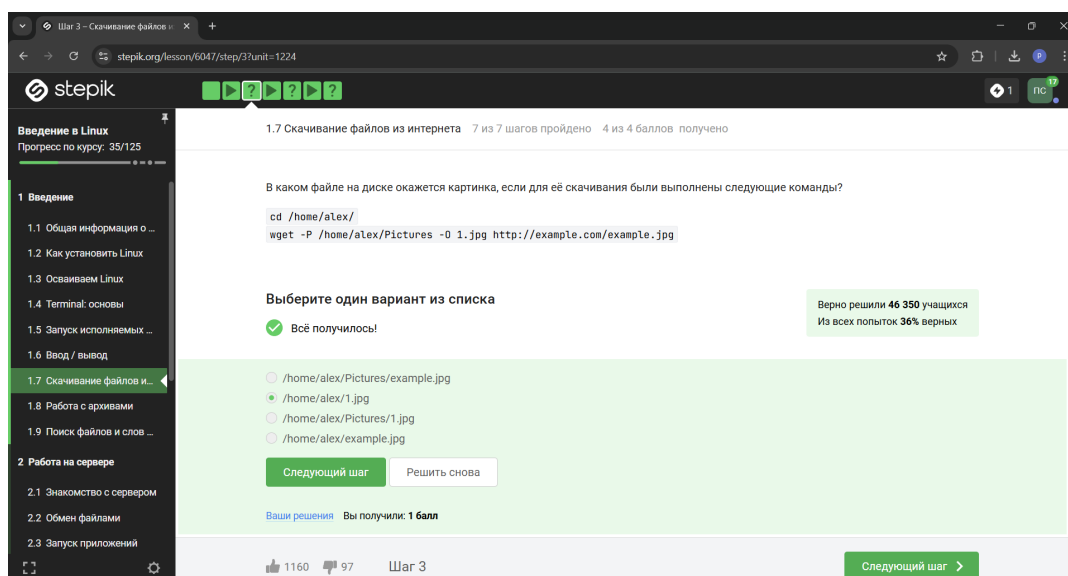 Шаг 3 – Скачивание файлов и
stepik.org/lesson/6047/step/3?unit=1224
P
stepik
?
?
?
1
ПС
17
Введение в Linux
Прогресс по курсу: 35/125
1 Введение
1.1 Общая информация о ...
1.2 Как установить Linux
1.3 Осваиваем Linux
1.4 Terminal: основы
1.5 Запуск исполняемых ...
1.6 Ввод / вывод
1.7 Скачивание файлов и...
1.8 Работа с архивами
1.9 Поиск файлов и слов ...
2 Работа на сервере
2.1 Знакомство с сервером
2.2 Обмен файлами
2.3 Запуск приложений
1.7 Скачивание файлов из интернета 7 из 7 шагов пройдено 4 из 4 баллов получено
В каком файле на диске окажется картинка, если для её скачивания были выполнены следующие команды?
cd /home/alex/
wget -P /home/alex/Pictures -O 1.jpg http://example.com/example.jpg
Выберите один вариант из списка
Всё получилось!
Верно решили 46 350 учащихся
Из всех попыток 36% верных
/home/alex/Pictures/example.jpg
/home/alex/1.jpg
/home/alex/Pictures/1.jpg
/home/alex/example.jpg
Следующий шаг
Решить снова
Ваши решения Вы получили: 1 балл
1160 97 Шаг 3
Следующий шаг